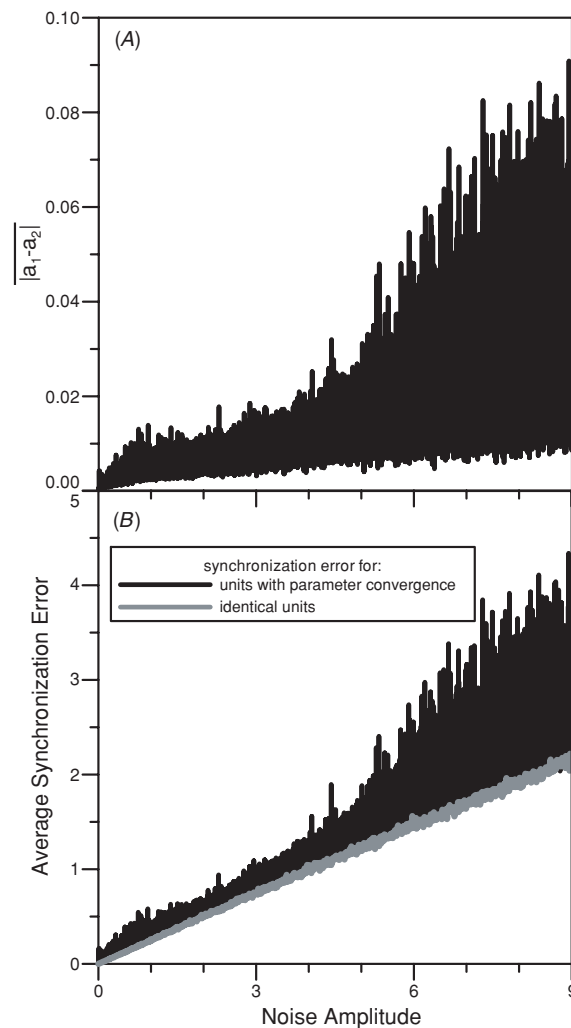 0.10
(A)
0.08
0.06
|a1-a2|
0.04
0.02
0.00
5
(B)
synchronization error for:
units with parameter convergence
identical units
4
3
Average Synchronization Error
2
1
0
0
3
6
9
Noise Amplitude